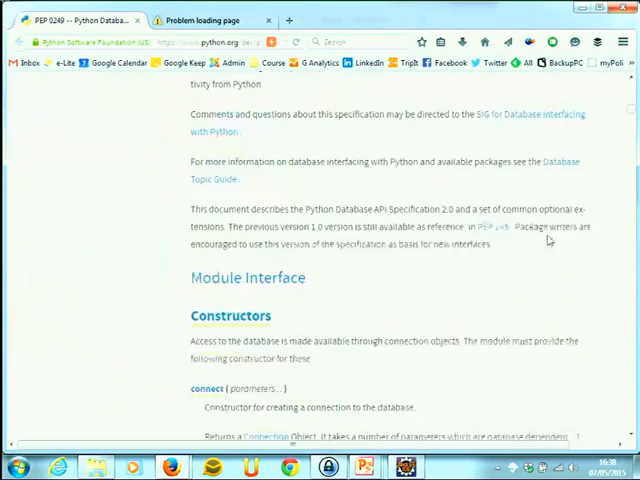 PEP 0249 -- Python Databa...
Problem loading page
Python Software Foundation (US)
https://www.python.org/dev/p
Search
Inbox
e-Lite
Google Calendar
Google Keep
Admin
Course
G Analytics
LinkedIn
TripIt
Facebook
Twitter
All
BackupPC
myPoli
tivity from Python
Comments and questions about this specification may be directed to the SIG for Database Interfacing
with Python.
For more information on database interfacing with Python and available packages see the Database
Topic Guide.
This document describes the Python Database API Specification 2.0 and a set of common optional ex-
tensions. The previous version 1.0 version is still available as reference, in PEP 248. Package writers are
encouraged to use this version of the specification as basis for new interfaces
Module Interface
Constructors
Access to the database is made available through connection objects. The module must provide the
following constructor for these
connect ( parameters... )
Constructor for creating a connection to the database.
Returns a Connection Object. It takes a number of parameters which are database dependent.
16:38
07/05/2015